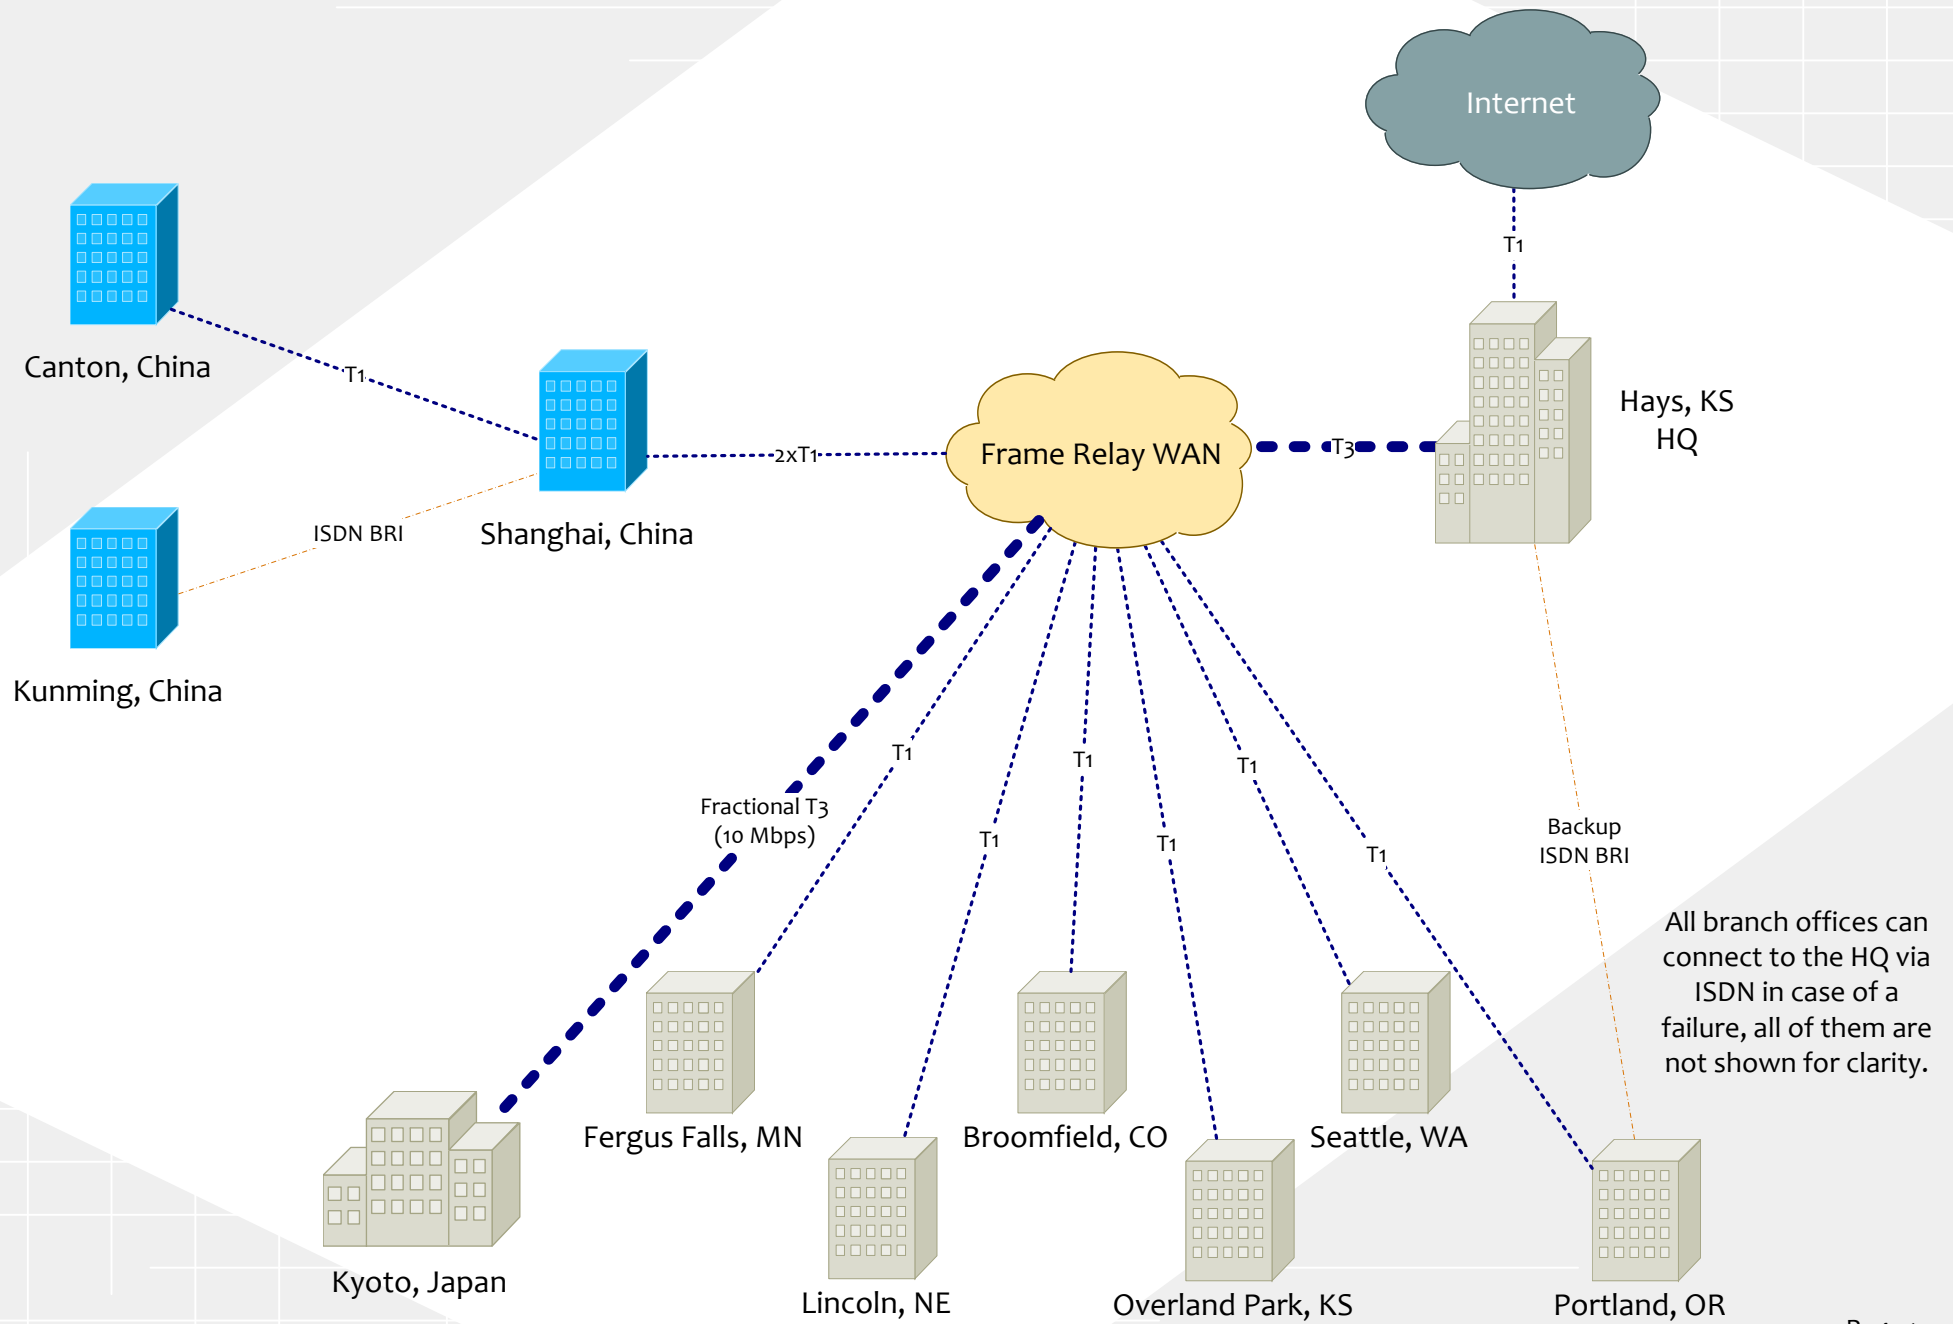 Internet
T1
Canton, China
T1
Hays, KS
HQ
2xT1
Frame Relay WAN
T3
ISDN BRI
Shanghai, China
Kunming, China
T1
T1
T1
Fractional T3
(10 Mbps)
T1
T1
T1
Backup
ISDN BRI
All branch offices can
connect to the HQ via
ISDN in case of a
failure, all of them are
not shown for clarity.
Fergus Falls, MN
Broomfield, CO
Seattle, WA
Kyoto, Japan
Lincoln, NE
Overland Park, KS
Portland, OR